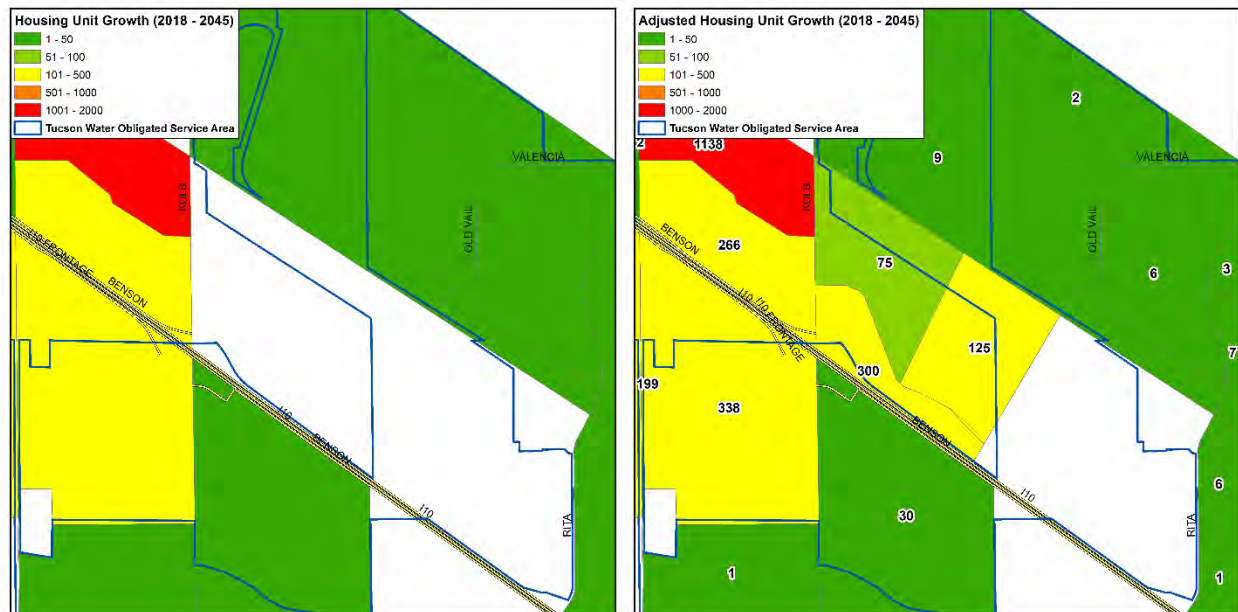 Housing Unit Growth (2018 - 2045)
1 - 50
51 - 100
101 - 500
501 - 1000
1001 - 2000
Tucson Water Obligated Service Area
VALENCIA
KOLB
OLD VAIL
I10 FRONTAGE
BENSON
I10
BENSON
I10
RITA
Adjusted Housing Unit Growth (2018 - 2045)
1 - 50
51 - 100
101 - 500
501 - 1000
1000 - 2000
Tucson Water Obligated Service Area
2
2
1138
VALENCIA
9
KOLB
OLD VAIL
BENSON
266
75
6
3
I10
I10 FRONTAGE
125
7
300
199
338
BENSON
I10
6
30
RITA
1
1